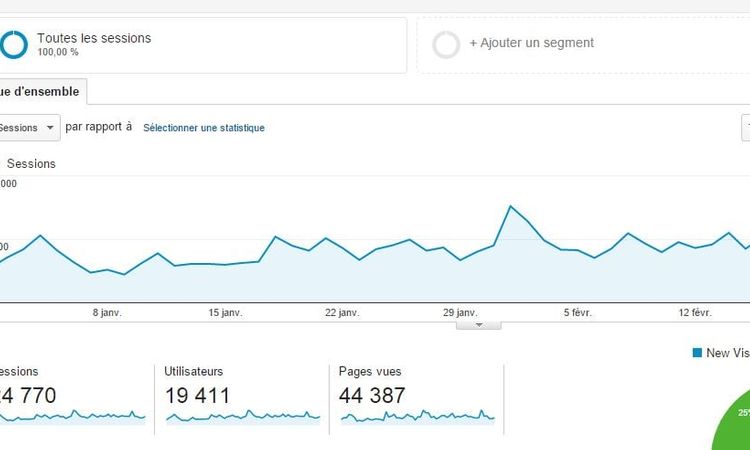 Toutes les sessions
100,00 %
+ Ajouter un segment
ue d'ensemble
Sessions
par rapport à
Sélectionner une statistique
Sessions
000
00
8 janv.
15 janv.
22 janv.
29 janv.
5 févr.
12 févr.
New Vis
essions
Utilisateurs
Pages vues
24 770
19 411
44 387
25%